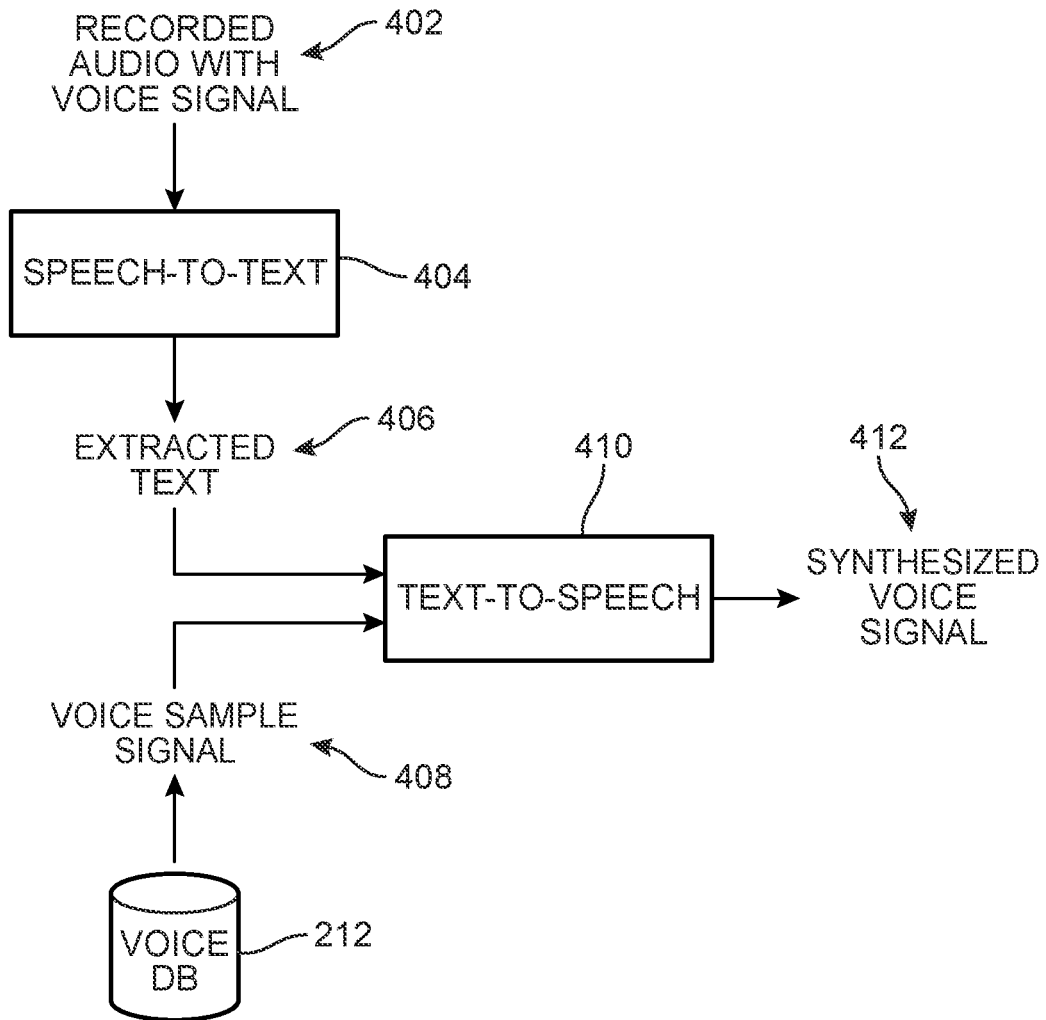 RECORDED
AUDIO WITH
VOICE SIGNAL
402
SPEECH-TO-TEXT
404
EXTRACTED
TEXT
406
410
412
TEXT-TO-SPEECH
SYNTHESIZED
VOICE
SIGNAL
VOICE SAMPLE
SIGNAL
408
VOICE
DB
212